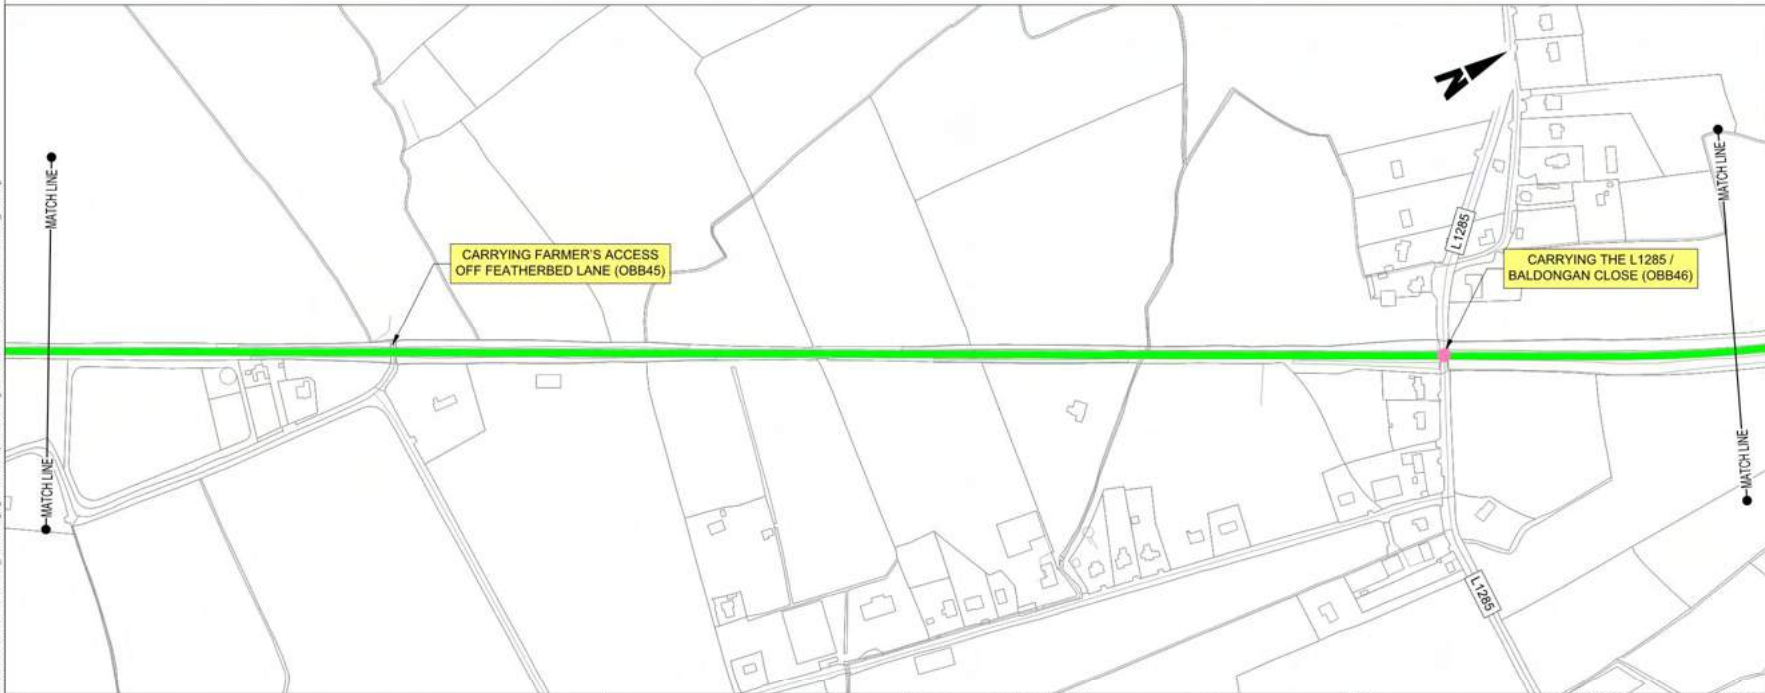 N
MATCH LINE
MATCH LINE
L1285
CARRYING FARMER'S ACCESS
OFF FEATHERBED LANE (OBB45)
CARRYING THE L1285 /
BALDONGAN CLOSE (OBB46)
MATCH LINE
MATCH LINE
L1285